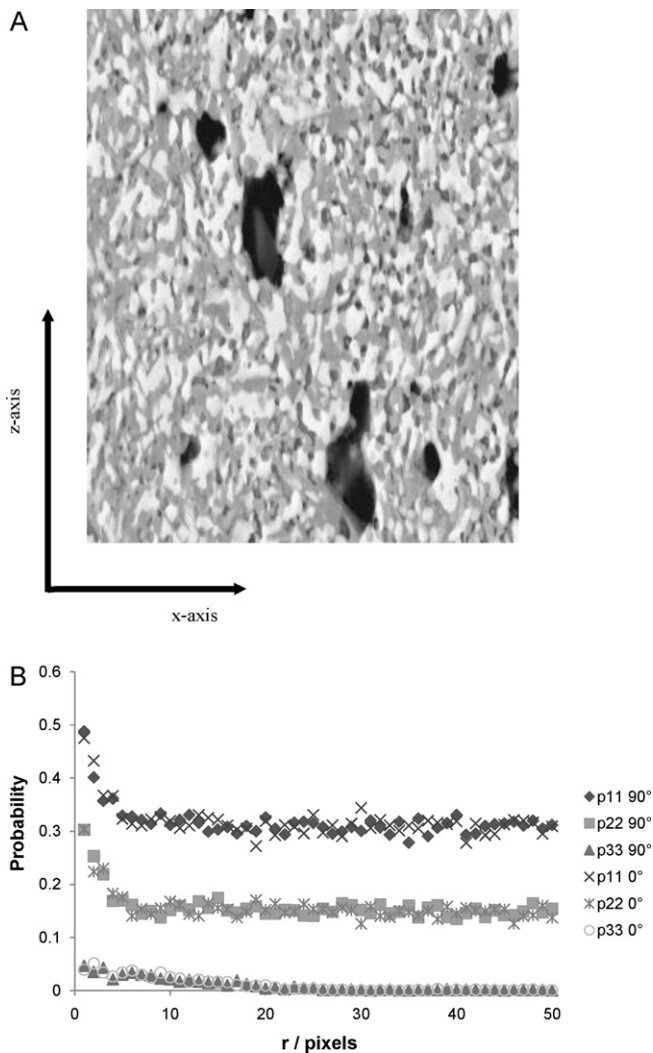 A
z-axis
x-axis
B
0.6
0.5
0.4
0.3
0.2
0.1
0
Probability
0
10
20
30
40
50
r / pixels
p11 90°
p22 90°
p33 90°
p11 0°
p22 0°
p33 0°